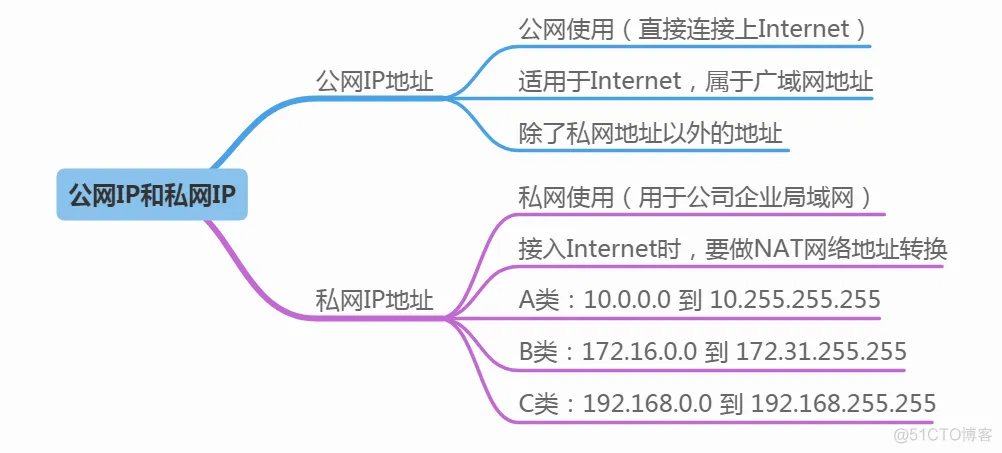 公网IP和私网IP
公网IP地址
公网使用（直接连接上Internet）
适用于Internet，属于广域网地址
除了私网地址以外的地址
私网IP地址
私网使用（用于公司企业局域网）
接入Internet时，要做NAT网络地址转换
A类：10.0.0.0 到 10.255.255.255
B类：172.16.0.0 到 172.31.255.255
C类：192.168.0.0 到 192.168.255.255
@51CTO博客